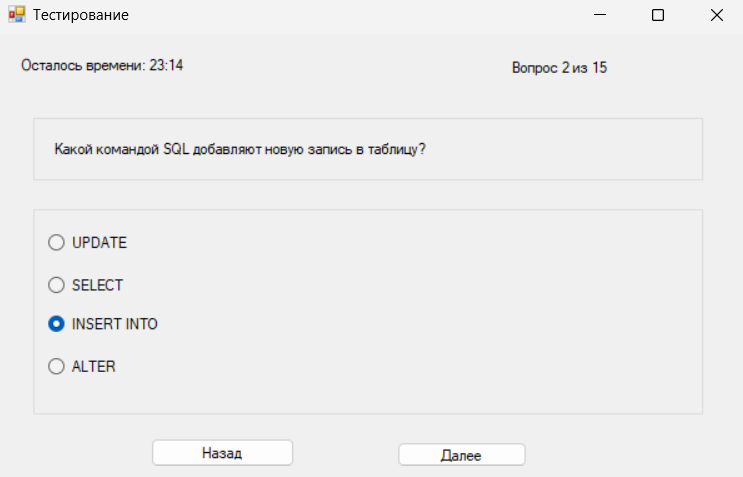 Тестирование
Осталось времени: 23:14
Вопрос 2 из 15
Какой командой SQL добавляют новую запись в таблицу?
UPDATE
SELECT
INSERT INTO
ALTER
Назад
Далее